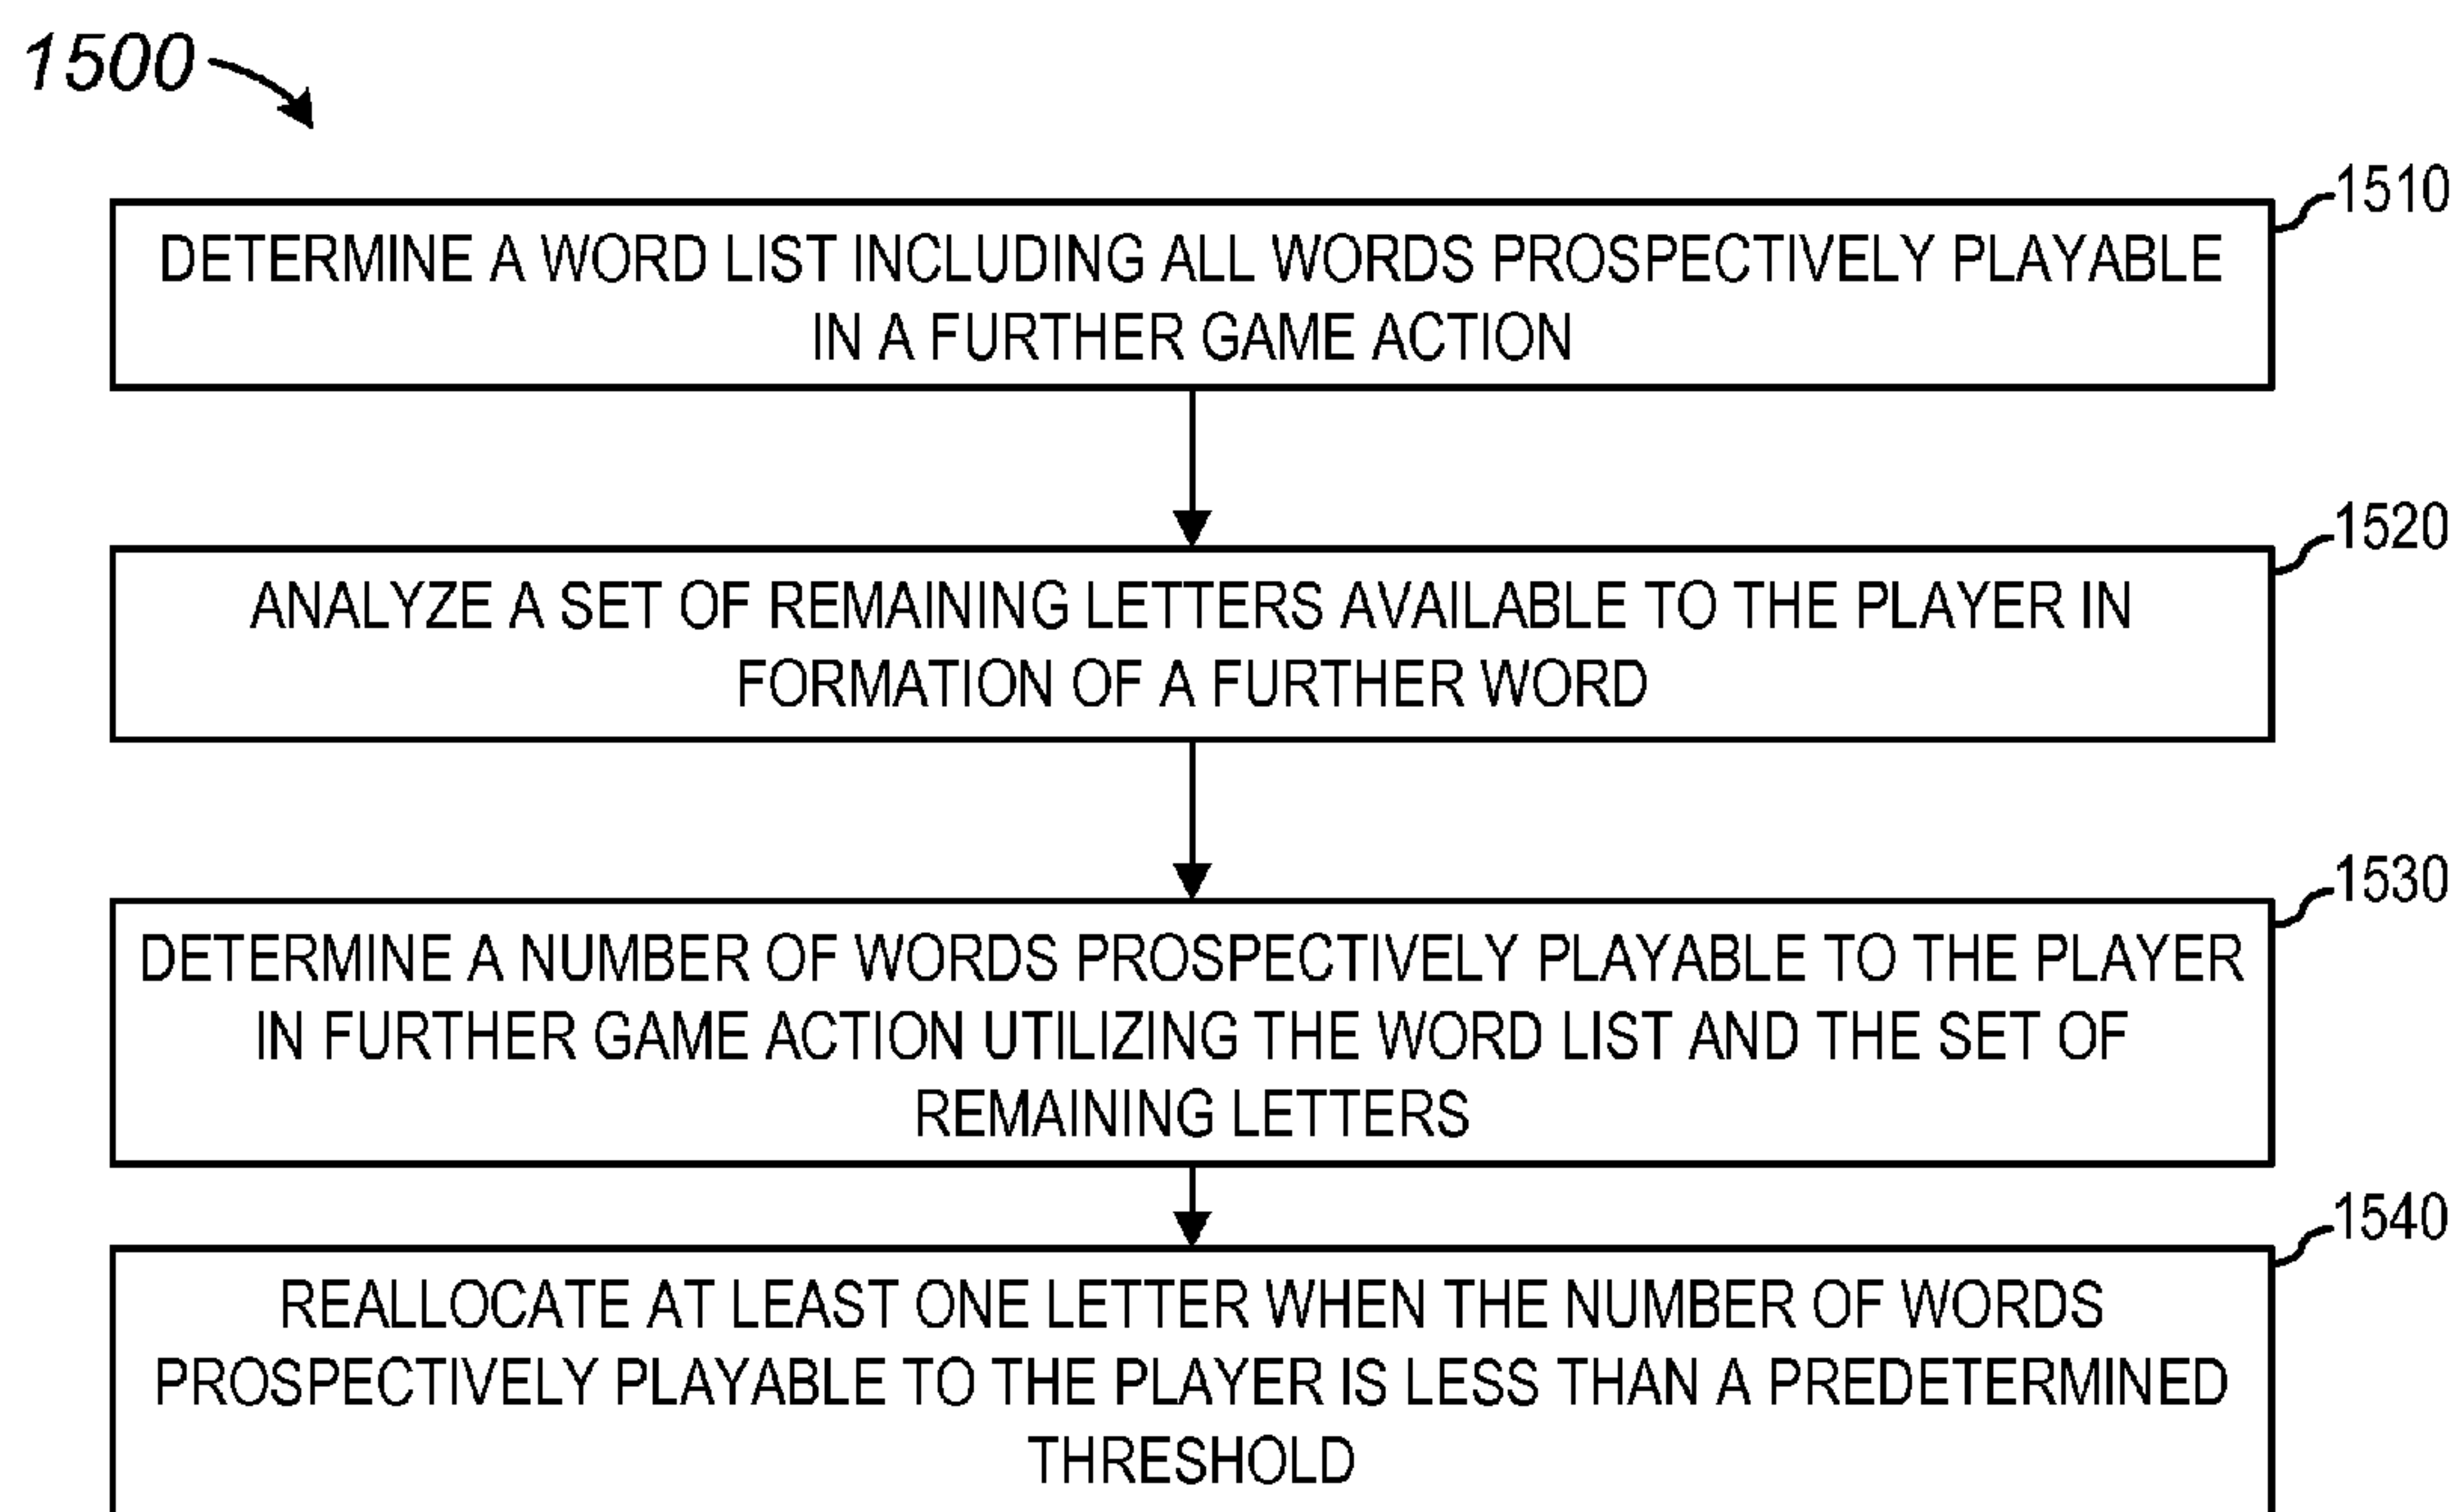 1500
1510
DETERMINE A WORD LIST INCLUDING ALL WORDS PROSPECTIVELY PLAYABLE
IN A FURTHER GAME ACTION
1520
ANALYZE A SET OF REMAINING LETTERS AVAILABLE TO THE PLAYER IN
FORMATION OF A FURTHER WORD
1530
DETERMINE A NUMBER OF WORDS PROSPECTIVELY PLAYABLE TO THE PLAYER
IN FURTHER GAME ACTION UTILIZING THE WORD LIST AND THE SET OF
REMAINING LETTERS
1540
REALLOCATE AT LEAST ONE LETTER WHEN THE NUMBER OF WORDS
PROSPECTIVELY PLAYABLE TO THE PLAYER IS LESS THAN A PREDETERMINED
THRESHOLD